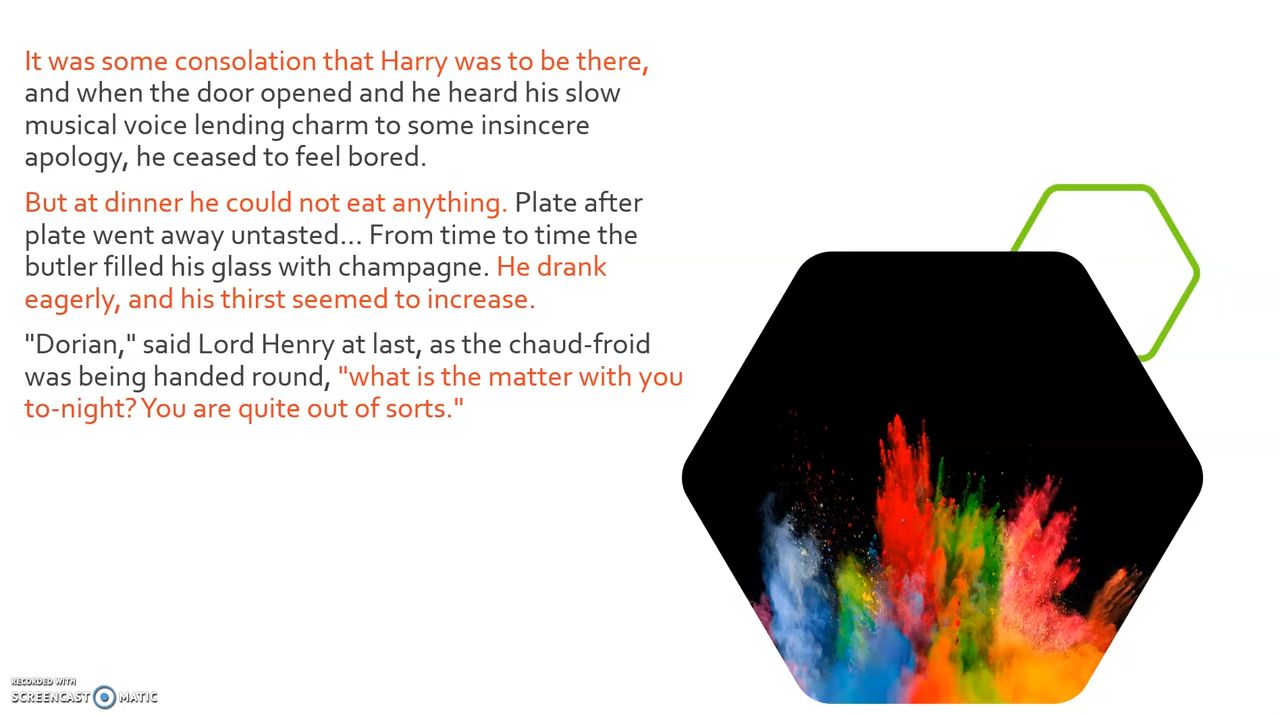 It was some consolation that Harry was to be there,
and when the door opened and he heard his slow
musical voice lending charm to some insincere
apology, he ceased to feel bored.
But at dinner he could not eat anything. Plate after
plate went away untasted... From time to time the
butler filled his glass with champagne. He drank
eagerly, and his thirst seemed to increase.
"Dorian," said Lord Henry at last, as the chaud-froid
was being handed round, "what is the matter with you
to-night? You are quite out of sorts."
RECORDED WITH
SCREENCAST MATIC